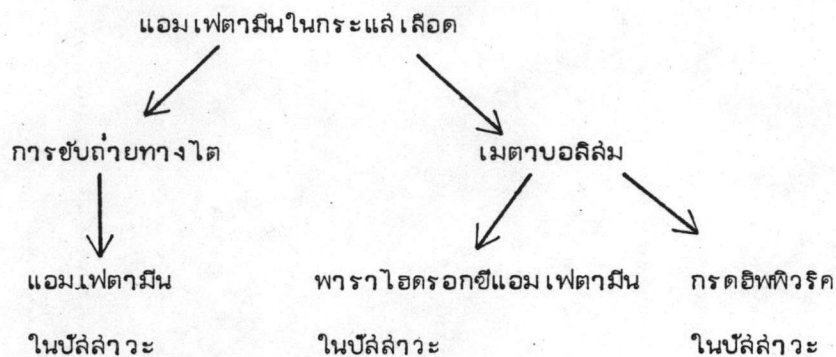 แอมเฟตามีนในกระแสเลือด
การขับถ่ายทางไต เมตาบอลิสม
แอมเฟตามีน พาราไฮดรอกซีแอมเฟตามีน กรดฮิพพิวริค
ในปัสสาวะ ในปัสสาวะ ในปัสสาวะ